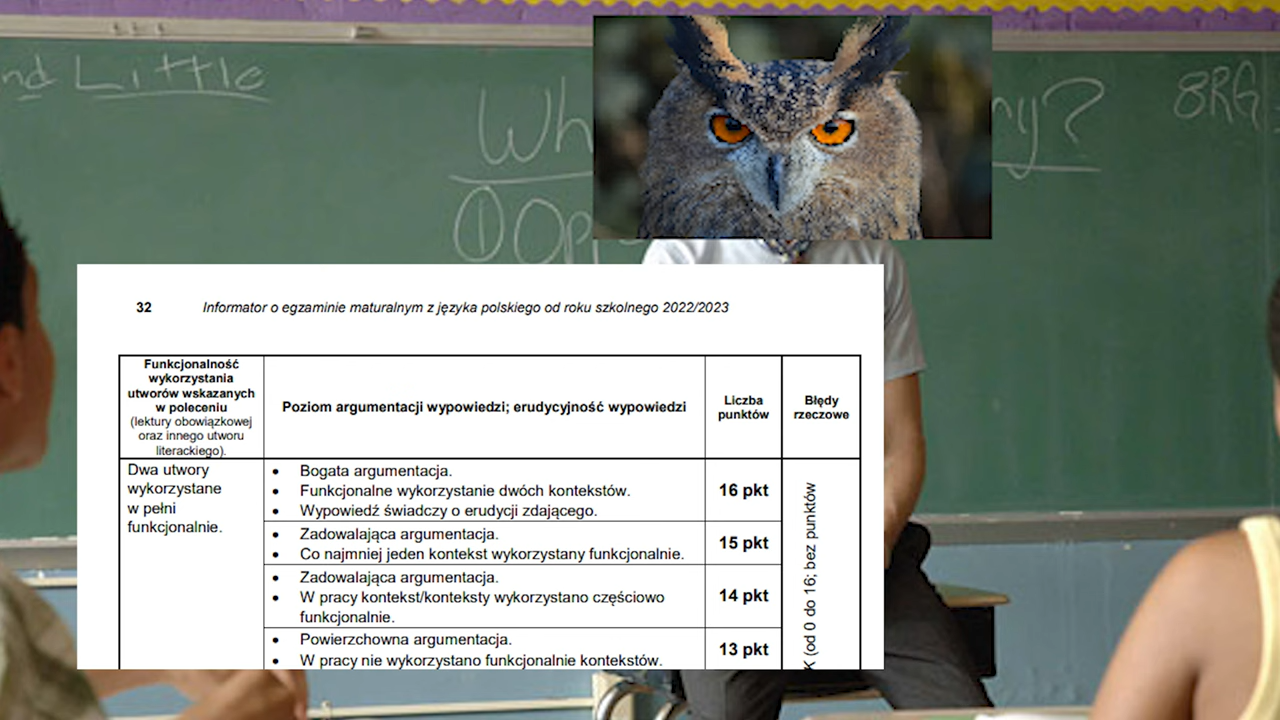 nd Little
Wh
ry?
8RG
32 Informator o egzaminie maturalnym z języka polskiego od roku szkolnego 2022/2023
Funkcjonalność
wykorzystania
utworów wskazanych
w poleceniu
(lektury obowiązkowej
oraz innego utworu
literackiego).
Poziom argumentacji wypowiedzi; erudycyjność wypowiedzi
Liczba
punktów
Błędy
rzeczowe
Dwa utwory
wykorzystane
w pełni
funkcjonalnie.
• Bogata argumentacja.
• Funkcjonalne wykorzystanie dwóch kontekstów.
• Wypowiedź świadczy o erudycji zdającego.
16 pkt
• Zadowalająca argumentacja.
• Co najmniej jeden kontekst wykorzystany funkcjonalnie.
15 pkt
• Zadowalająca argumentacja.
• W pracy kontekst/konteksty wykorzystano częściowo
funkcjonalnie.
14 pkt
• Powierzchowna argumentacja.
• W pracy nie wykorzystano funkcjonalnie kontekstów.
13 pkt
K (od 0 do 16; bez punktów